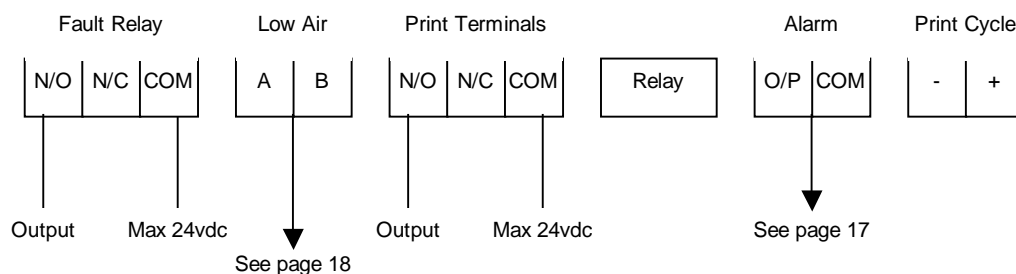 Fault Relay Low Air Print Terminals Alarm Print Cycle
N/O N/C COM A B N/O N/C COM Relay O/P COM - +
Output Max 24vdc Output Max 24vdc See page 17
See page 18